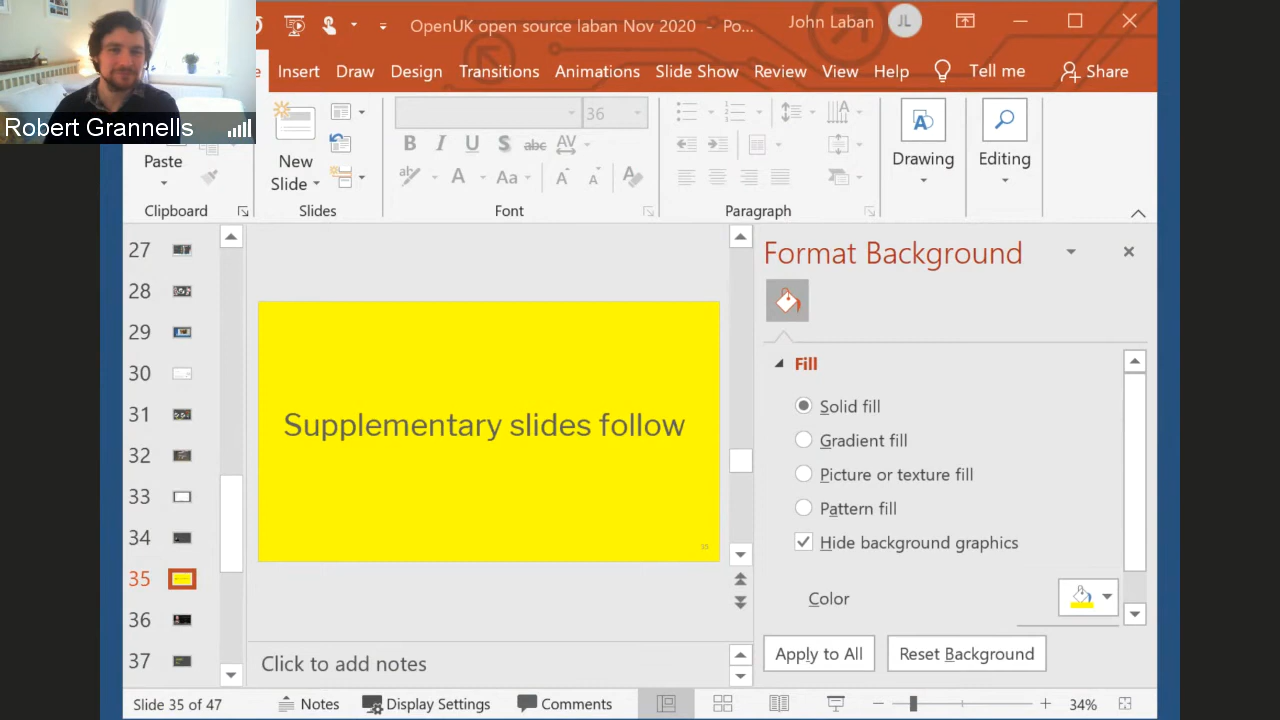 OpenUK open source laban Nov 2020 - Po...
John Laban
JL
Insert Draw Design Transitions Animations Slide Show Review View Help Tell me Share
Robert Grannells
Paste
New
Slide
36
B I U S abc AV
A Aa A A A
Drawing
Editing
Clipboard Slides Font Paragraph
27
28
29
30
31
32
33
34
35
36
37
Supplementary slides follow
35
Click to add notes
Format Background
Fill
Solid fill
Gradient fill
Picture or texture fill
Pattern fill
Hide background graphics
Color
Apply to All
Reset Background
Slide 35 of 47 Notes Display Settings Comments 34%